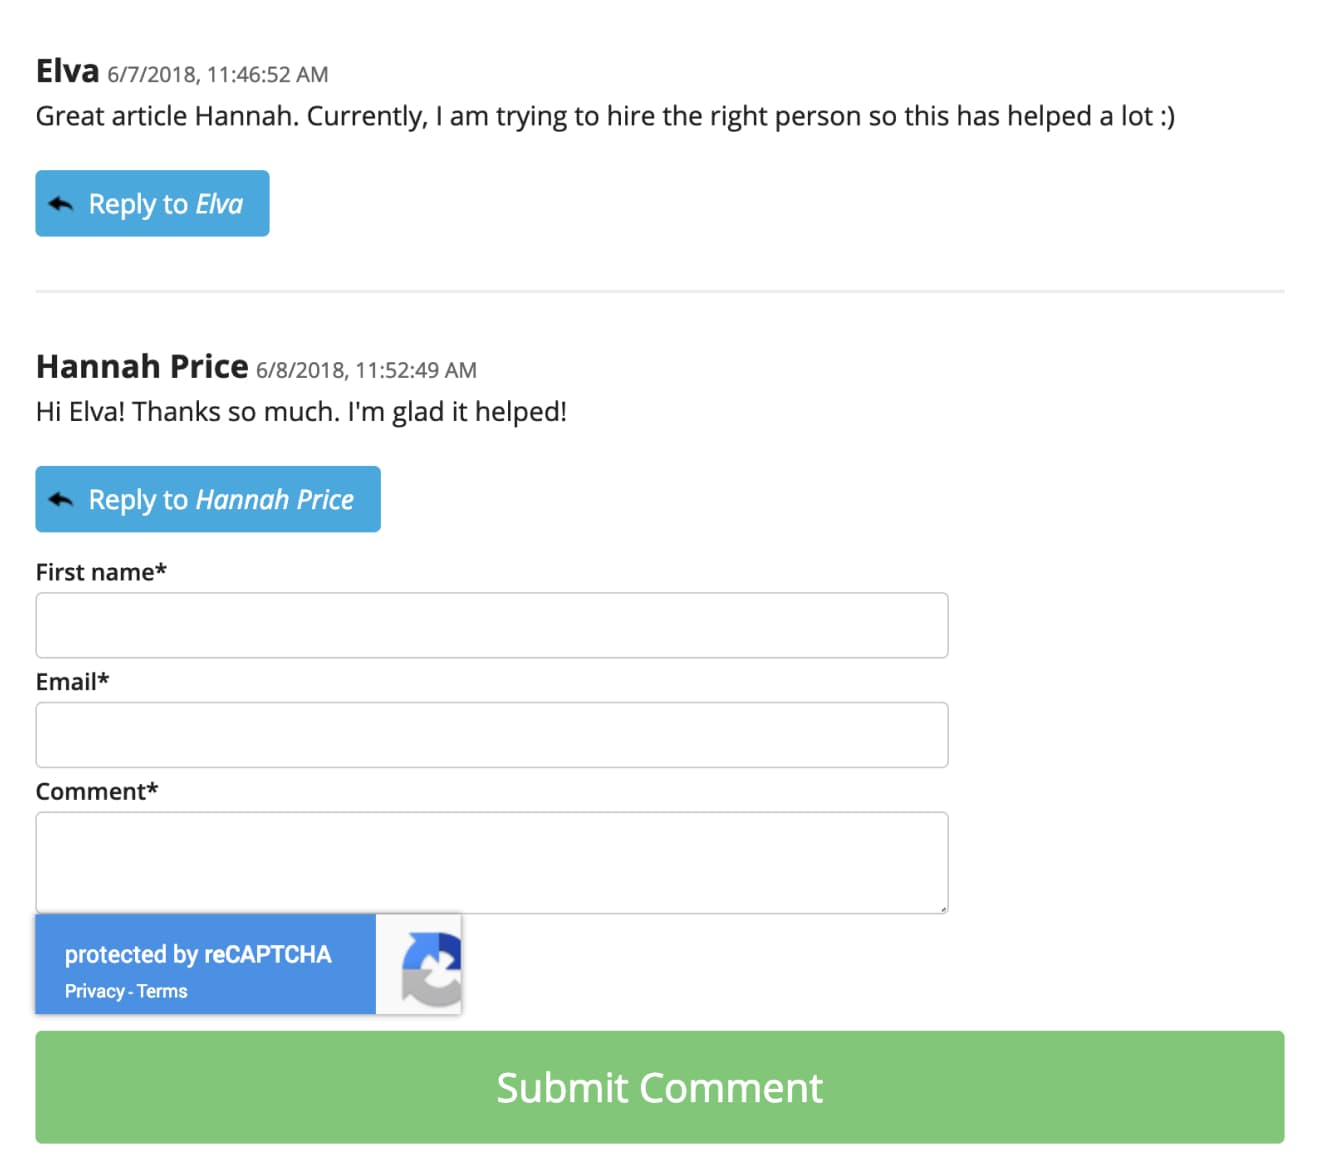 Elva 6/7/2018, 11:46:52 AM
Great article Hannah. Currently, I am trying to hire the right person so this has helped a lot :)
Reply to Elva
Hannah Price 6/8/2018, 11:52:49 AM
Hi Elva! Thanks so much. I'm glad it helped!
Reply to Hannah Price
First name*
Email*
Comment*
protected by reCAPTCHA
Privacy - Terms
Submit Comment